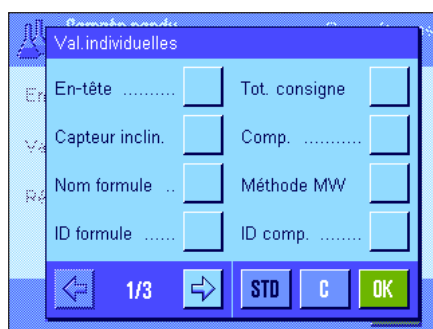 Val.individuelles
En-tête ..........
Tot. consigne
Capteur inclin.
Comp. ...........
Nom formule ..
Méthode MW
ID formule ......
ID comp. ........
1/3
STD
C
OK